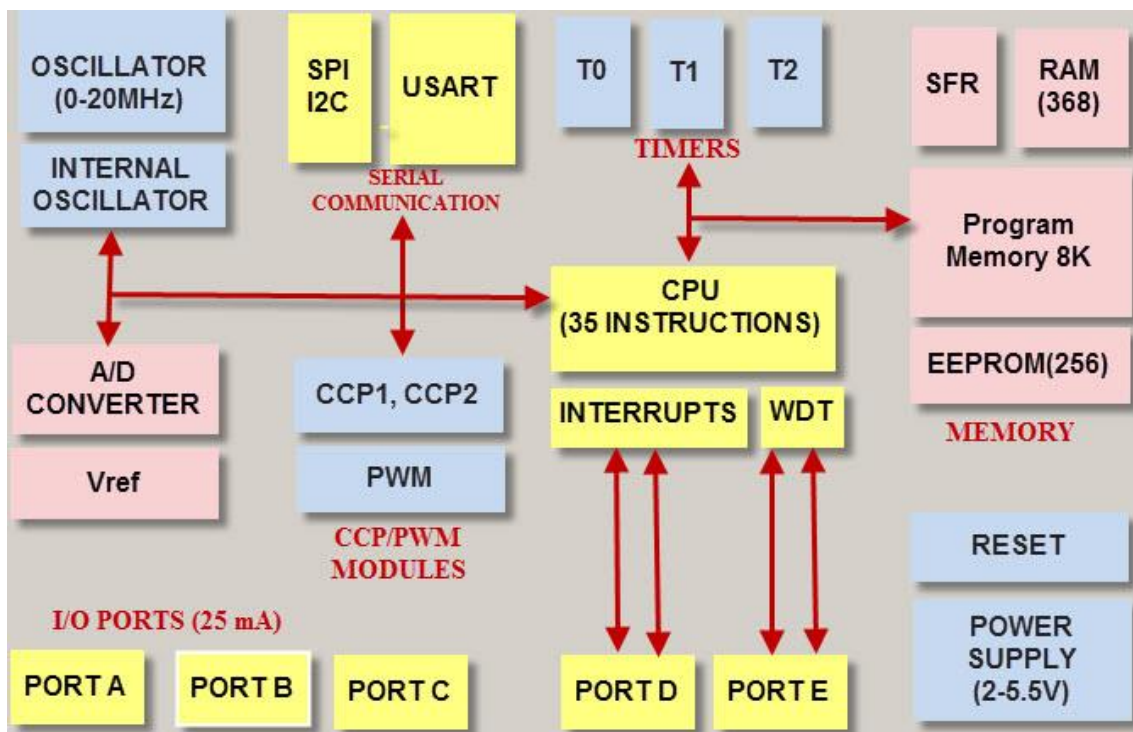 OSCILLATOR
(0-20MHz)
INTERNAL
OSCILLATOR
SPI
I2C
USART
SERIAL
COMMUNICATION
T0
T1
T2
TIMERS
SFR
RAM
(368)
Program
Memory 8K
EEPROM(256)
MEMORY
CPU
(35 INSTRUCTIONS)
INTERRUPTS
WDT
A/D
CONVERTER
Vref
CCP1, CCP2
PWM
CCP/PWM
MODULES
RESET
POWER
SUPPLY
(2-5.5V)
I/O PORTS (25 mA)
PORT A
PORT B
PORT C
PORT D
PORT E